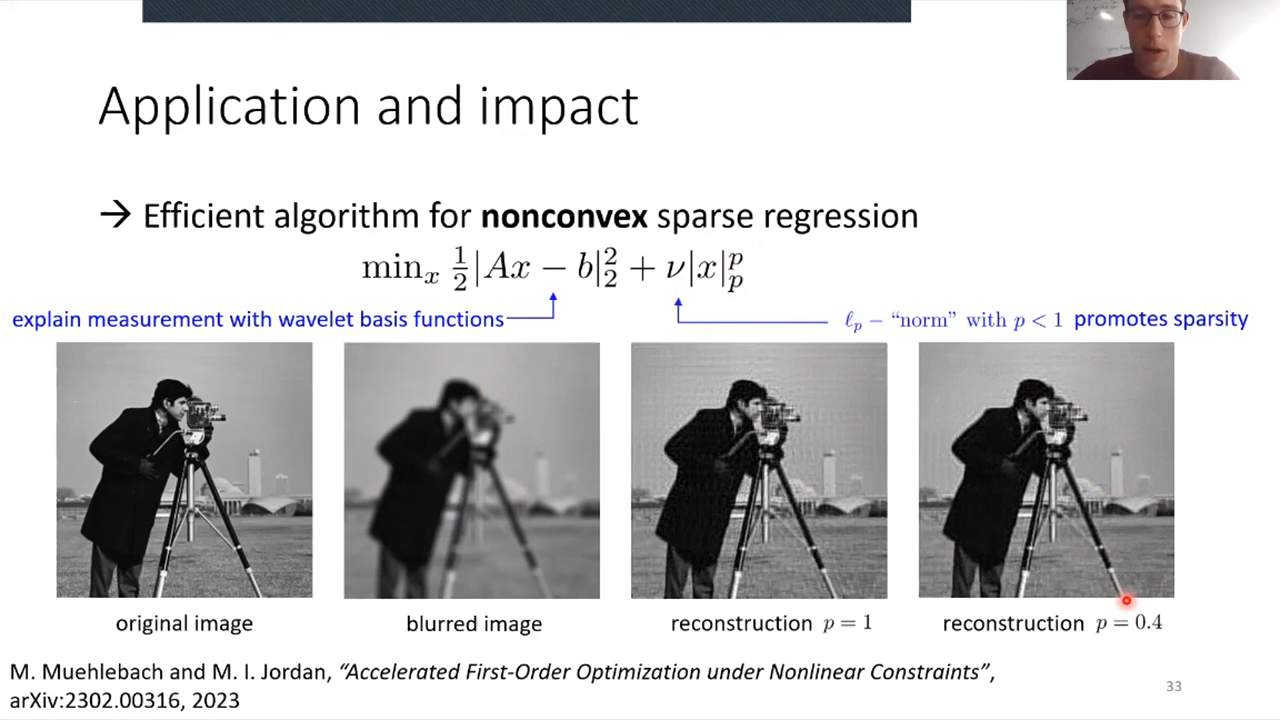 Application and impact
→ Efficient algorithm for nonconvex sparse regression
min_x ½|Ax − b|₂² + ν|x|ₚᵖ
explain measurement with wavelet basis functions
ℓₚ − “norm” with p < 1 promotes sparsity
original image
blurred image
reconstruction p = 1
reconstruction p = 0.4
M. Muehlebach and M. I. Jordan, “Accelerated First-Order Optimization under Nonlinear Constraints”,
arXiv:2302.00316, 2023
33